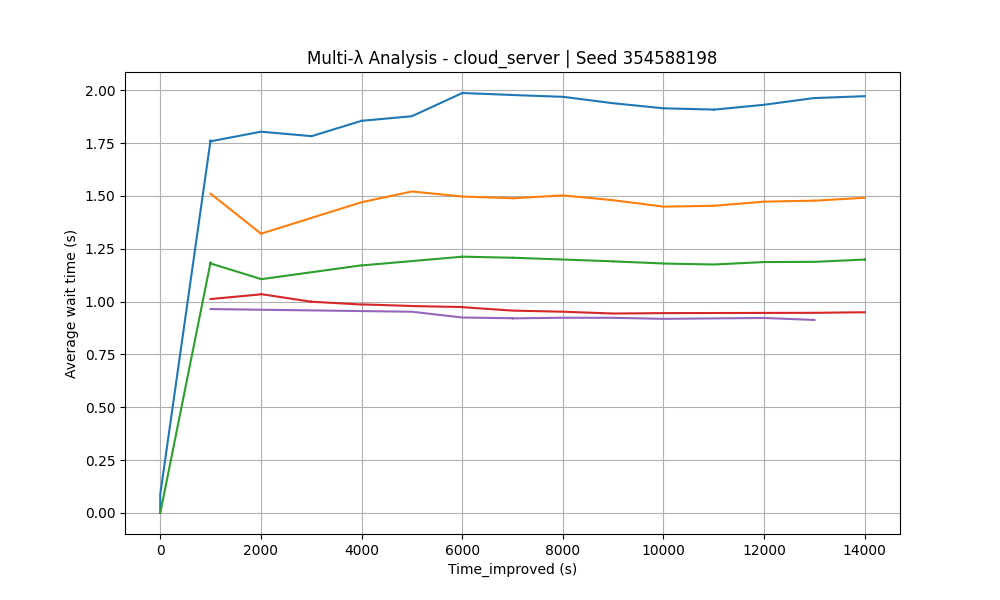 Multi-λ Analysis - cloud_server | Seed 354588198
2.00
1.75
1.50
1.25
1.00
0.75
0.50
0.25
0.00
Average wait time (s)
0 2000 4000 6000 8000 10000 12000 14000
Time_improved (s)